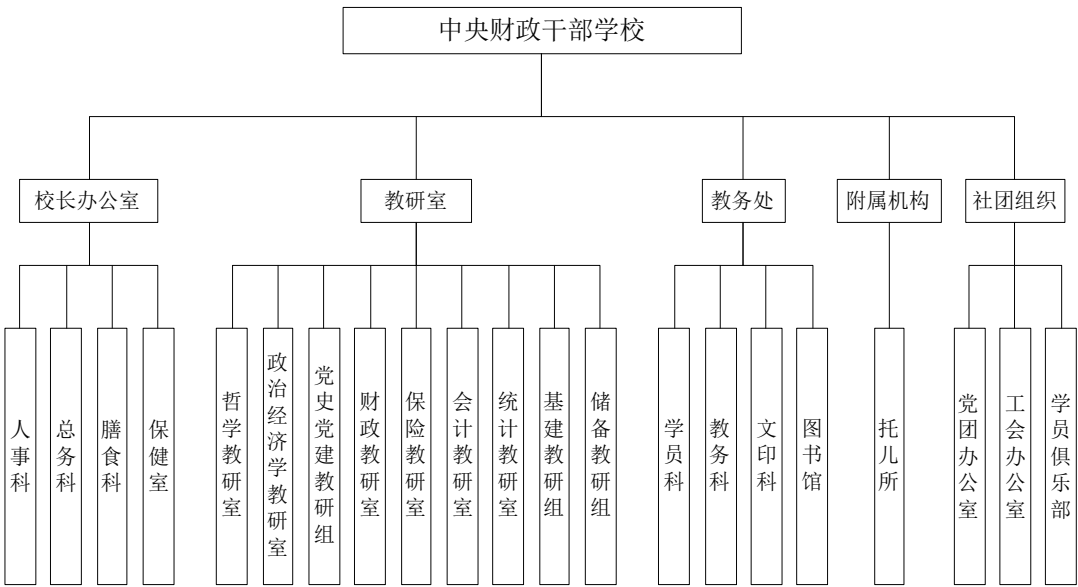 中央财政干部学校
校长办公室
教研室
教务处
附属机构
社团组织
人事科
总务科
膳食科
保健室
哲学教研室
政治经济学教研室
党史党建教研组
财政教研室
保险教研室
会计教研室
统计教研室
基建教研组
储备教研组
学员科
教务科
文印科
图书馆
托儿所
党团办公室
工会办公室
学员俱乐部